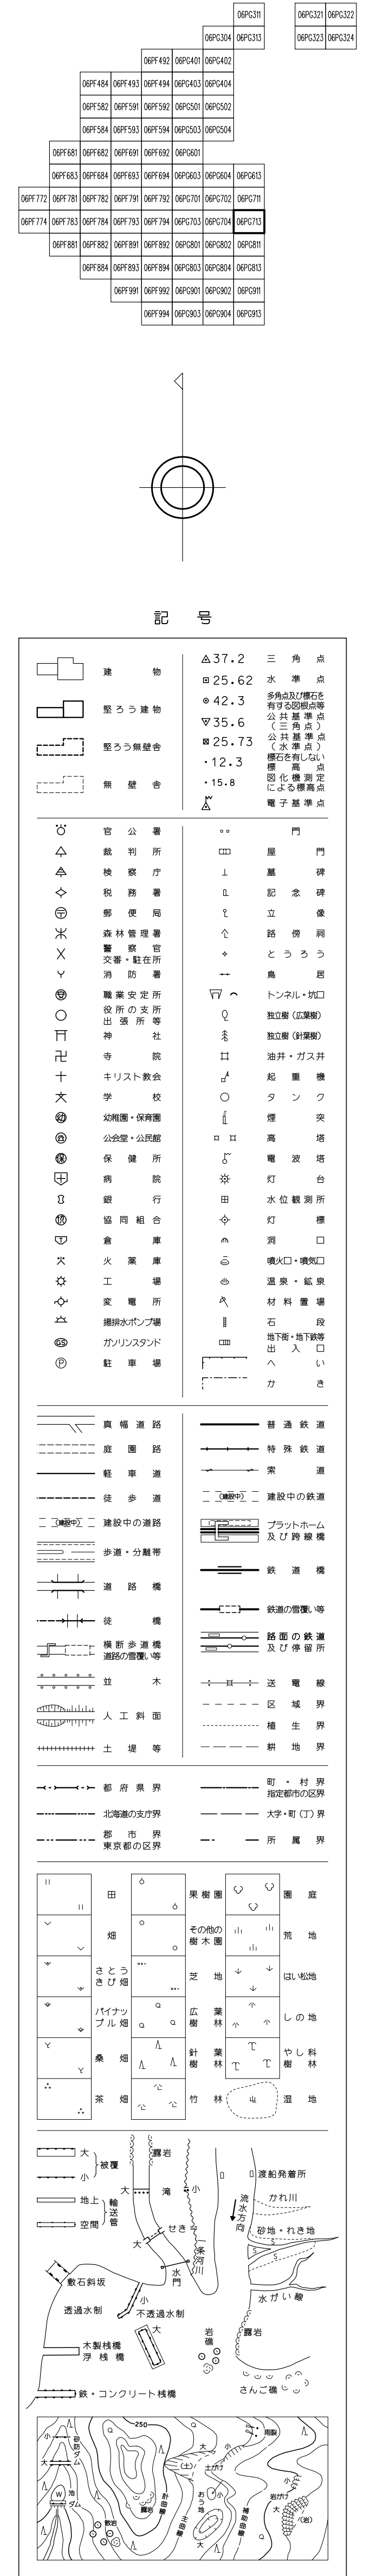 06PG311 06PG321 06PG322
06PG304 06PG313 06PG323 06PG324
06PF492 06PG401 06PG402
06PF484 06PF493 06PF494 06PG403 06PG404
06PF582 06PF591 06PF592 06PG501 06PG502
06PF584 06PF593 06PF594 06PG503 06PG504
06PF681 06PF682 06PF691 06PF692 06PG601
06PF683 06PF684 06PF693 06PF694 06PG603 06PG604 06PG613
06PF772 06PF781 06PF782 06PF791 06PF792 06PG701 06PG702 06PG711
06PF774 06PF783 06PF784 06PF793 06PF794 06PG703 06PG704 06PG713
06PF881 06PF882 06PF891 06PF892 06PG801 06PG802 06PG811
06PF884 06PF893 06PF894 06PG803 06PG804 06PG813
06PF991 06PF992 06PG901 06PG902 06PG911
06PF994 06PG903 06PG904 06PG913
記号
建物
堅ろう建物
堅ろう無壁舎
無壁舎
37.2 三角点
25.62 水準点
42.3 多角点及び標石を
有する図根点等
35.6 公共基準点
(三角点)
25.73 公共基準点
(水準点)
・12.3 標石を有しない
標高点
・15.8 図化機測定
による標高点
電子基準点
官公署
裁判所
検察庁
税務署
郵便局
森林管理署
警察官
交番・駐在所
消防署
職業安定所
役所の支所
出張所等
神社
寺院
キリスト教会
文 学校
幼 幼稚園・保育園
公 公会堂・公民館
保 保健所
病院
銀行
協 協同組合
倉庫
火薬庫
工場
変電所
揚排水ポンプ場
GS ガソリンスタンド
P 駐車場
門
屋門
墓碑
記念碑
立像
路傍祠
とうろう
鳥居
トンネル・坑口
独立樹(広葉樹)
独立樹(針葉樹)
油井・ガス井
起重機
タンク
煙突
高塔
電波塔
灯台
水位観測所
灯標
洞口
噴火口・噴気口
温泉・鉱泉
材料置場
石段
地下街・地下鉄等
出入口
へい
かき
真幅道路
庭園路
軽車道
徒歩道
(建設中) 建設中の道路
歩道・分離帯
道路橋
徒橋
横断歩道橋
道路の雪覆い等
並木
人工斜面
土堤等
普通鉄道
特殊鉄道
索道
(建設中) 建設中の鉄道
プラットホーム
及び跨線橋
鉄道橋
鉄道の雪覆い等
路面の鉄道
及び停留所
送電線
区域界
植生界
耕地界
都府県界
北海道の支庁界
郡市界
東京都の区界
町・村界
指定都市の区界
大字・町(丁)界
所属界
田
畑
さとう
きび畑
パイナッ
プル畑
桑畑
茶畑
果樹園
その他の
樹木園
芝地
広葉
樹林
針葉
樹林
竹林
園庭
荒地
はい松地
しの地
やし科
樹林
湿地
大
小
被覆
地上
空間
輸送管
敷石斜坂
透過水制
木製桟橋
浮桟橋
鉄・コンクリート桟橋
露岩
大 滝 小
せき
大
水門
一条河川
小
不透過水制
大
岩礁
渡船発着所
流水方向
かれ川
砂地・れき地
S
S
S
水がい線
露岩
さんご礁
小
砂防ダム
大
W
池
ダム
250
計曲線
露岩
散岩
(土)
大
土がけ
小
主曲線
おう地
小
大
補助曲線
雨裂
小
岩がけ
大
(岩)